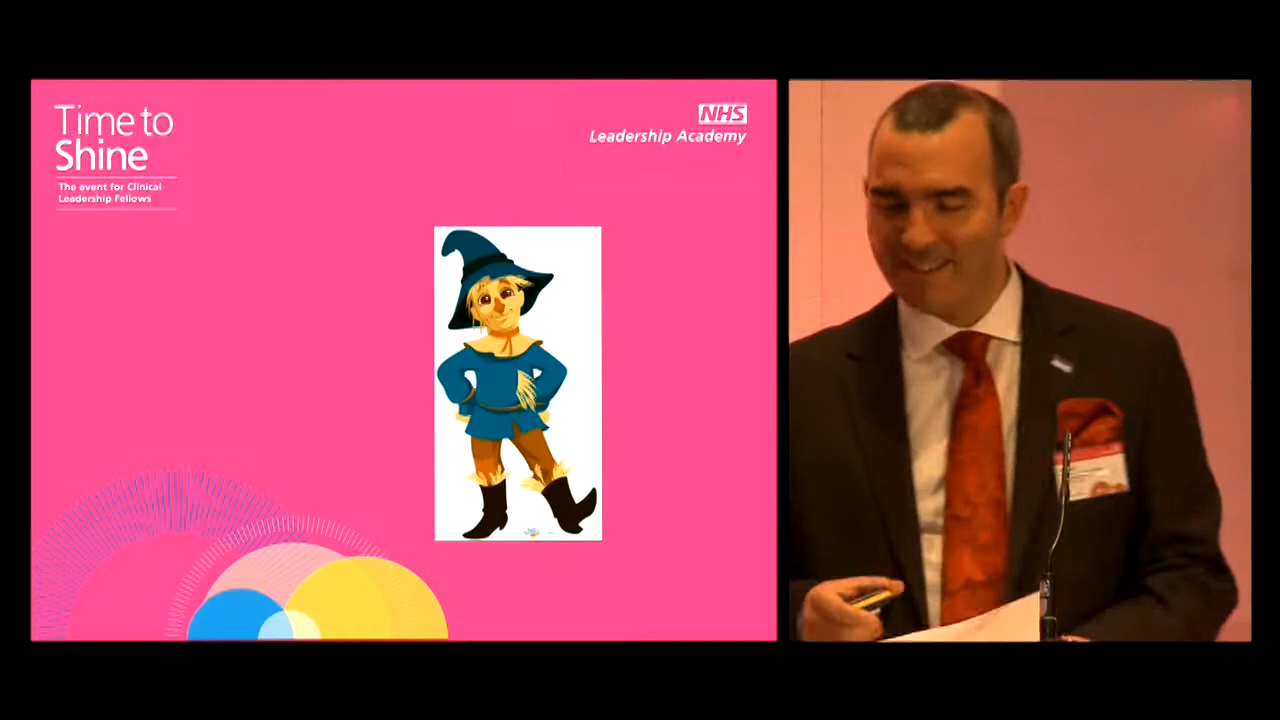 Time to
Shine
The event for Clinical
Leadership Fellows
NHS
Leadership Academy